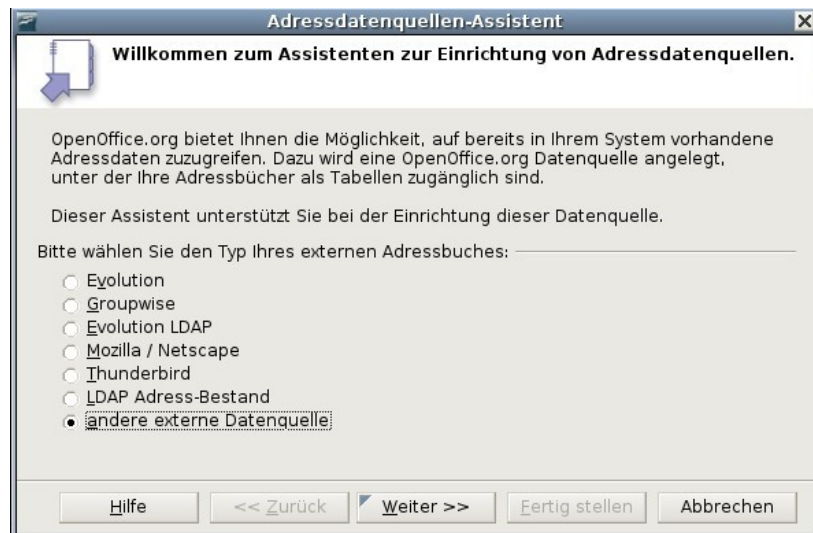 Adressdatenquellen-Assistent
Willkommen zum Assistenten zur Einrichtung von Adressdatenquellen.
OpenOffice.org bietet Ihnen die Möglichkeit, auf bereits in Ihrem System vorhandene
Adressdaten zuzugreifen. Dazu wird eine OpenOffice.org Datenquelle angelegt,
unter der Ihre Adressbücher als Tabellen zugänglich sind.
Dieser Assistent unterstützt Sie bei der Einrichtung dieser Datenquelle.
Bitte wählen Sie den Typ Ihres externen Adressbuches:
Evolution
Groupwise
Evolution LDAP
Mozilla / Netscape
Thunderbird
LDAP Adress-Bestand
andere externe Datenquelle
Hilfe
<< Zurück
Weiter >>
Fertig stellen
Abbrechen